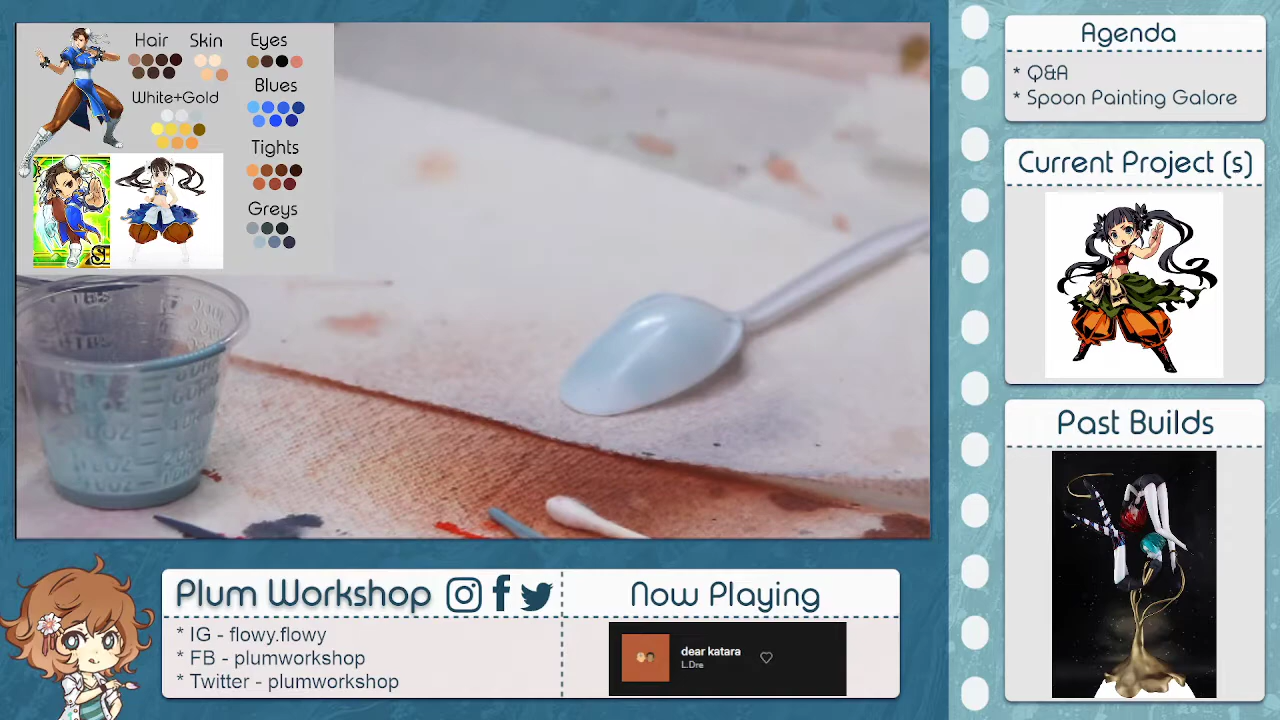 Hair
Skin
Eyes
White+Gold
Blues
Tights
Greys
Agenda
* Q&A
* Spoon Painting Galore
Current Project (s)
Past Builds
Plum Workshop
* IG - flowy.flowy
* FB - plumworkshop
* Twitter - plumworkshop
Now Playing
dear katara
L.Dre